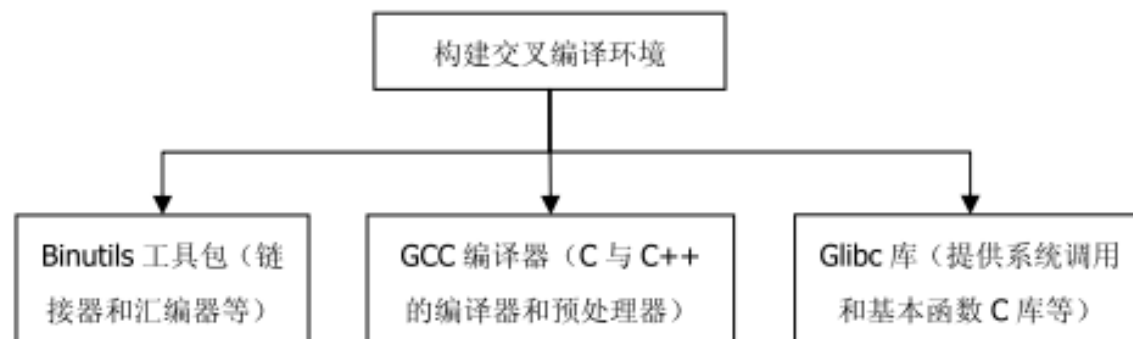 构建交叉编译环境
Binutils 工具包（链
接器和汇编器等）
GCC 编译器（C 与 C++
的编译器和预处理器）
Glibc 库（提供系统调用
和基本函数 C 库等）